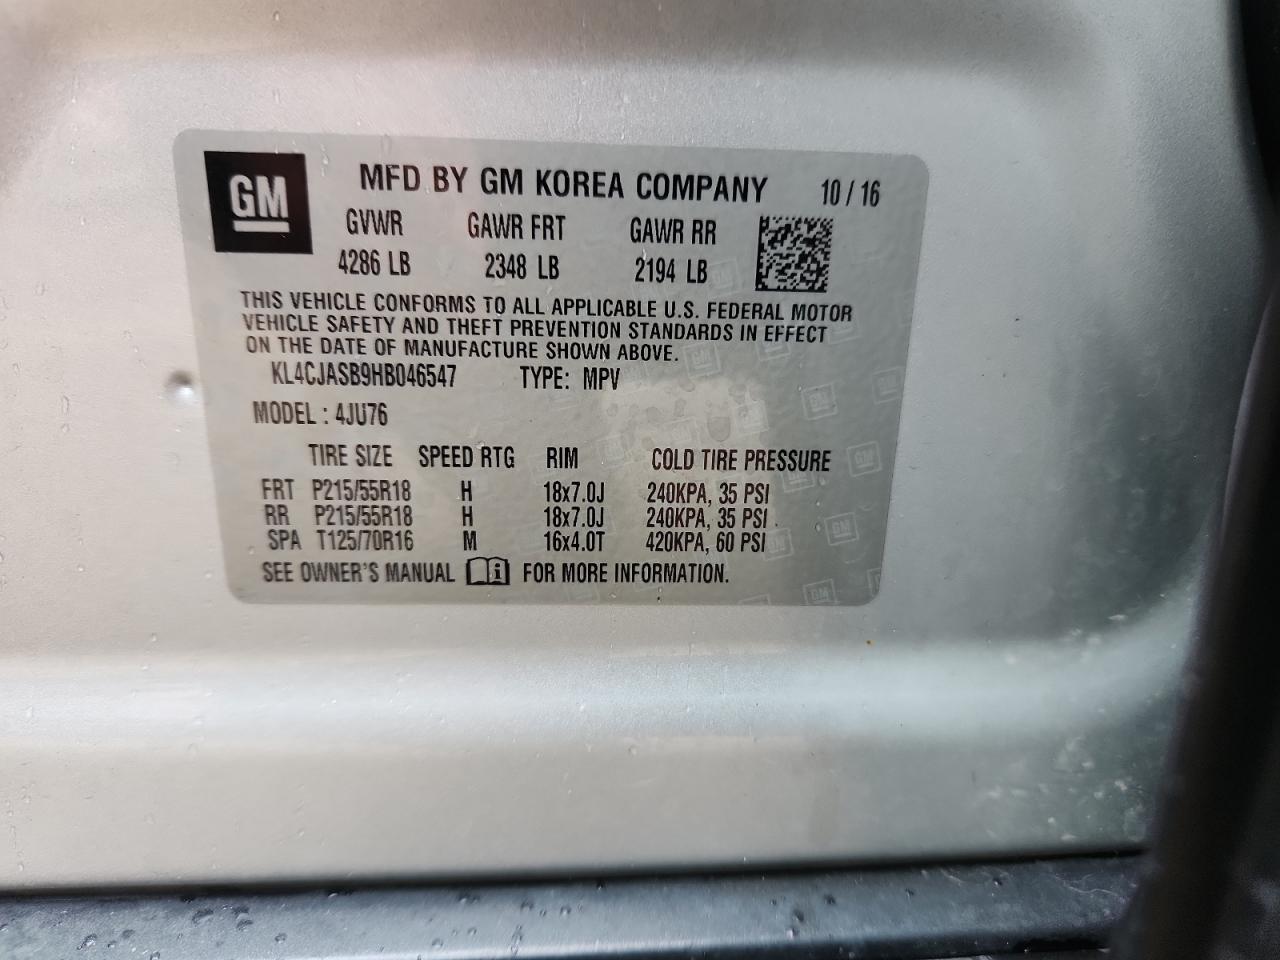 GM
MFD BY GM KOREA COMPANY 10 / 16
GVWR GAWR FRT GAWR RR
4286 LB 2348 LB 2194 LB
THIS VEHICLE CONFORMS TO ALL APPLICABLE U.S. FEDERAL MOTOR
VEHICLE SAFETY AND THEFT PREVENTION STANDARDS IN EFFECT
ON THE DATE OF MANUFACTURE SHOWN ABOVE.
KL4CJASB9HB046547 TYPE: MPV
MODEL : 4JU76
TIRE SIZE SPEED RTG RIM COLD TIRE PRESSURE
FRT P215/55R18 H 18x7.0J 240KPA, 35 PSI
RR P215/55R18 H 18x7.0J 240KPA, 35 PSI
SPA T125/70R16 M 16x4.0T 420KPA, 60 PSI
SEE OWNER'S MANUAL i FOR MORE INFORMATION.